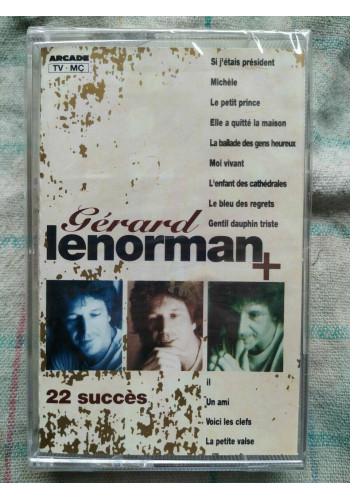 ARCADE
TV · MC
Si j'étais président
Michèle
Le petit prince
Elle a quitté la maison
La ballade des gens heureux
Moi vivant
L'enfant des cathédrales
Le bleu des regrets
Gentil dauphin triste
Gérard
lenorman+
22 succès
il
Un ami
Voici les clefs
La petite valse